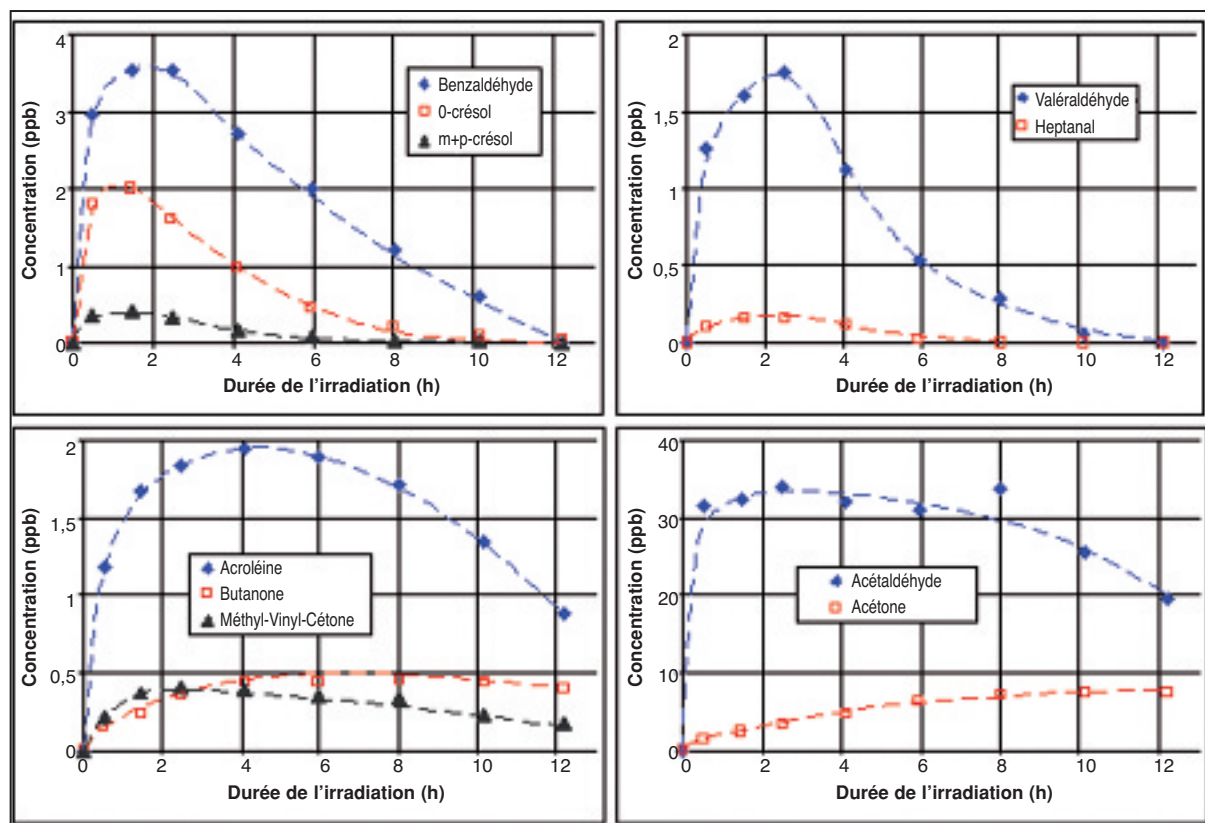 Concentration (ppb)
4
3
2
1
0
Benzaldéhyde
0-crésol
m+p-crésol
0 2 4 6 8 10 12
Durée de l'irradiation (h)
Concentration (ppb)
2
1,5
1
0,5
0
Valéraldéhyde
Heptanal
0 2 4 6 8 10 12
Durée de l'irradiation (h)
Concentration (ppb)
2
1,5
1
0,5
0
Acroléine
Butanone
Méthyl-Vinyl-Cétone
0 2 4 6 8 10 12
Durée de l'irradiation (h)
Concentration (ppb)
40
30
20
10
0
Acétaldéhyde
Acétone
0 2 4 6 8 10 12
Durée de l'irradiation (h)